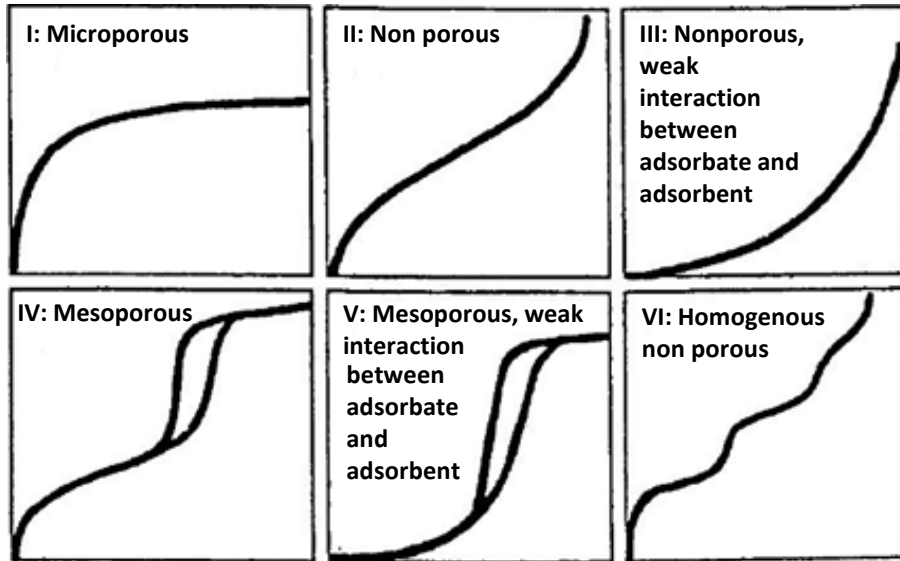 I: Microporous
II: Non porous
III: Nonporous,
weak
interaction
between
adsorbate and
adsorbent
IV: Mesoporous
V: Mesoporous, weak
interaction
between
adsorbate
and
adsorbent
VI: Homogenous
non porous